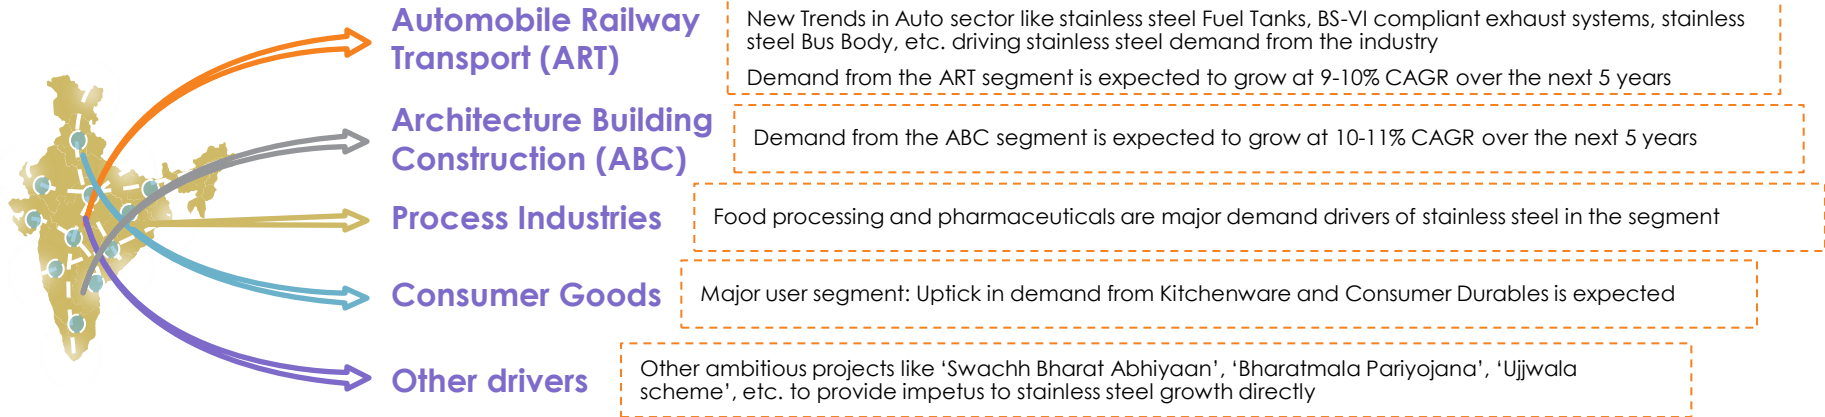 Automobile Railway
Transport (ART)
New Trends in Auto sector like stainless steel Fuel Tanks, BS-VI compliant exhaust systems, stainless
steel Bus Body, etc. driving stainless steel demand from the industry
Demand from the ART segment is expected to grow at 9-10% CAGR over the next 5 years
Architecture Building
Construction (ABC)
Demand from the ABC segment is expected to grow at 10-11% CAGR over the next 5 years
Process Industries
Food processing and pharmaceuticals are major demand drivers of stainless steel in the segment
Consumer Goods
Major user segment: Uptick in demand from Kitchenware and Consumer Durables is expected
Other drivers
Other ambitious projects like ‘Swachh Bharat Abhiyaan’, ‘Bharatmala Pariyojana’, ‘Ujjwala
scheme’, etc. to provide impetus to stainless steel growth directly